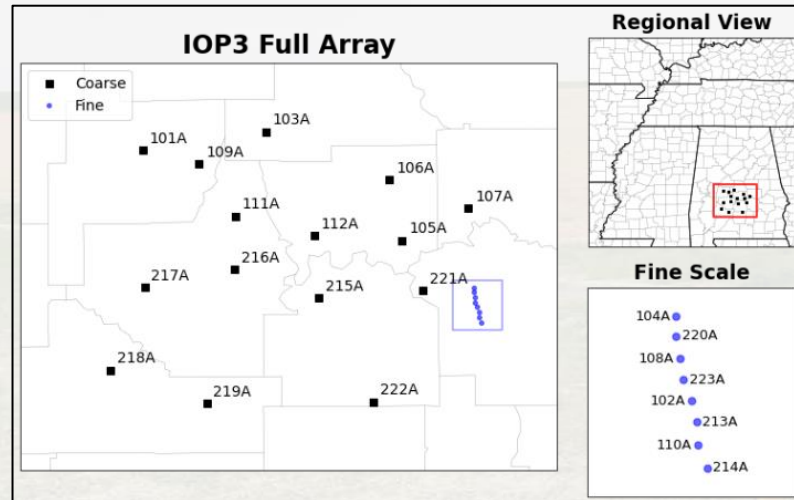 IOP3 Full Array
Coarse
Fine
103A
101A
109A
106A
107A
111A
112A
105A
216A
217A
215A
221A
218A
219A
222A
Regional View
Fine Scale
104A
220A
108A
223A
102A
213A
110A
214A